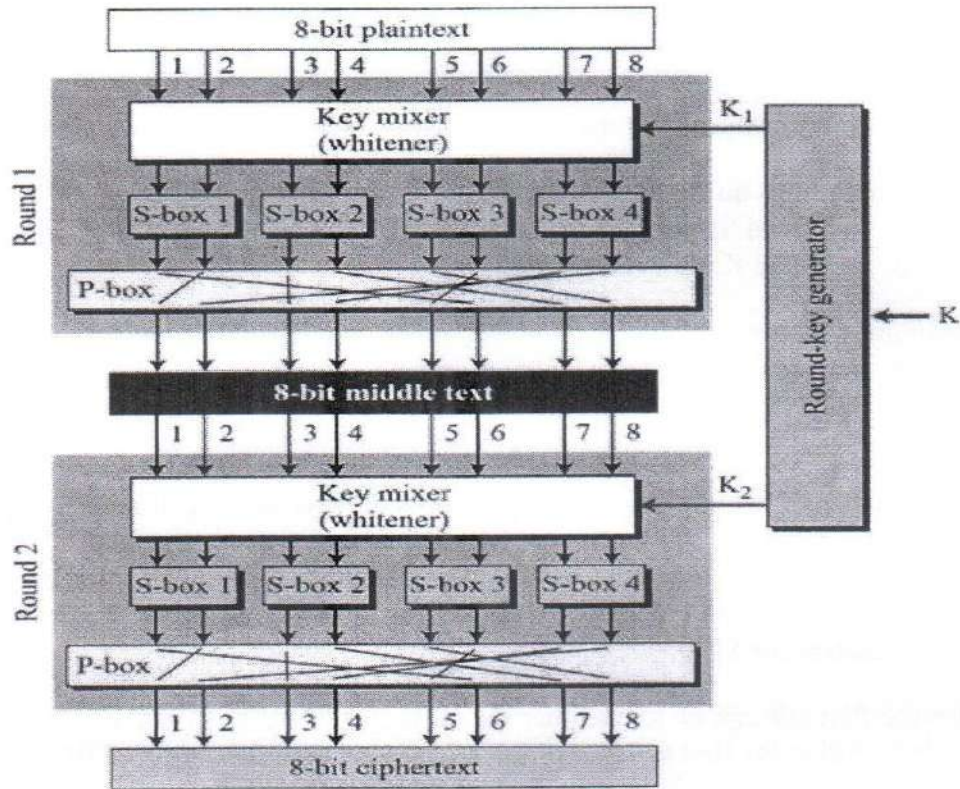 8-bit plaintext
1 2 3 4 5 6 7 8
Key mixer
(whitener)
K1
Round 1
S-box 1 S-box 2 S-box 3 S-box 4
P-box
Round-key generator
K
8-bit middle text
1 2 3 4 5 6 7 8
Key mixer
(whitener)
K2
Round 2
S-box 1 S-box 2 S-box 3 S-box 4
P-box
1 2 3 4 5 6 7 8
8-bit ciphertext